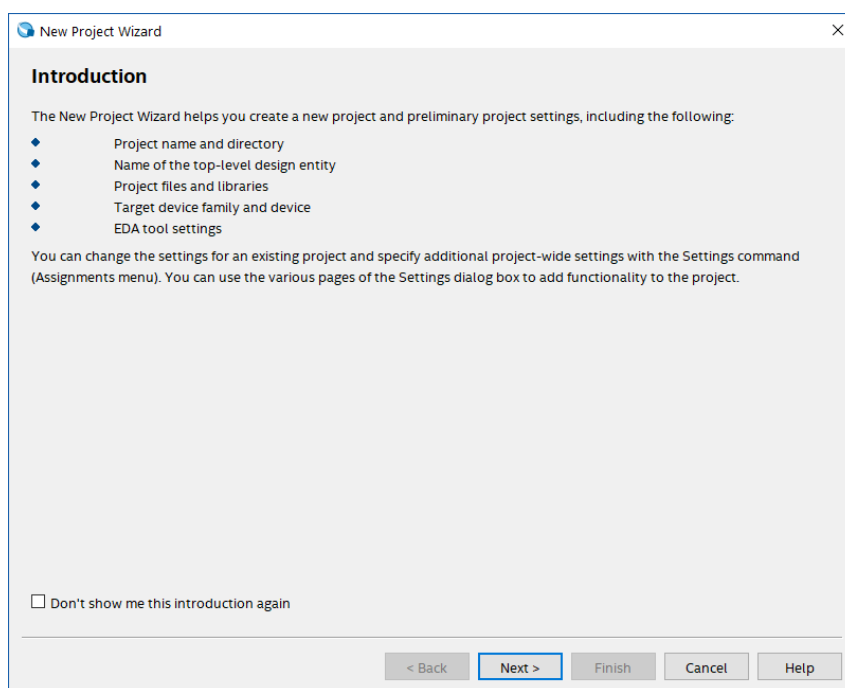 New Project Wizard
Introduction
The New Project Wizard helps you create a new project and preliminary project settings, including the following:
Project name and directory
Name of the top-level design entity
Project files and libraries
Target device family and device
EDA tool settings
You can change the settings for an existing project and specify additional project-wide settings with the Settings command
(Assignments menu). You can use the various pages of the Settings dialog box to add functionality to the project.
Don't show me this introduction again
< Back Next > Finish Cancel Help